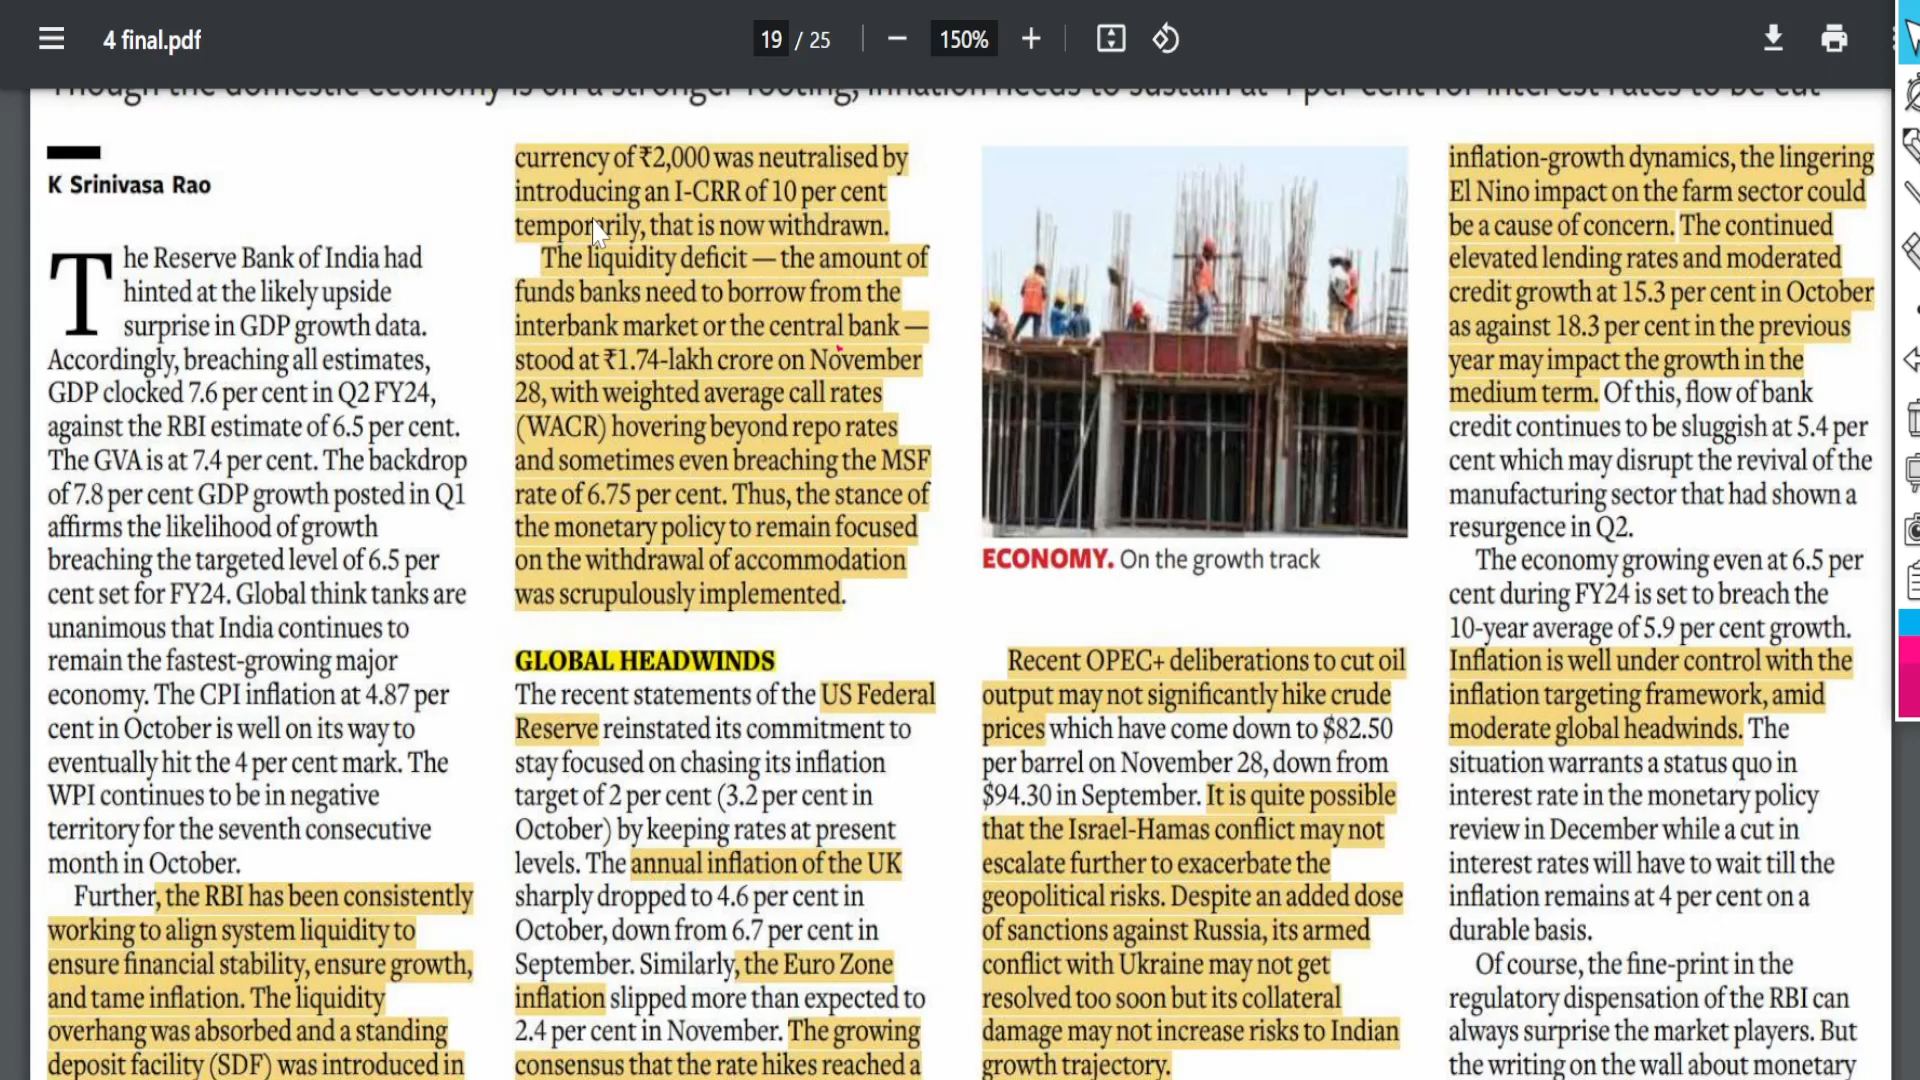 4 final.pdf
19 / 25
150%
Though the domestic economy is on a stronger footing, inflation needs to sustain at 4 per cent for interest rates to be cut
K Srinivasa Rao
The Reserve Bank of India had
hinted at the likely upside
surprise in GDP growth data.
Accordingly, breaching all estimates,
GDP clocked 7.6 per cent in Q2 FY24,
against the RBI estimate of 6.5 per cent.
The GVA is at 7.4 per cent. The backdrop
of 7.8 per cent GDP growth posted in Q1
affirms the likelihood of growth
breaching the targeted level of 6.5 per
cent set for FY24. Global think tanks are
unanimous that India continues to
remain the fastest-growing major
economy. The CPI inflation at 4.87 per
cent in October is well on its way to
eventually hit the 4 per cent mark. The
WPI continues to be in negative
territory for the seventh consecutive
month in October.
Further, the RBI has been consistently
working to align system liquidity to
ensure financial stability, ensure growth,
and tame inflation. The liquidity
overhang was absorbed and a standing
deposit facility (SDF) was introduced in
currency of ₹2,000 was neutralised by
introducing an I-CRR of 10 per cent
temporarily, that is now withdrawn.
The liquidity deficit — the amount of
funds banks need to borrow from the
interbank market or the central bank —
stood at ₹1.74-lakh crore on November
28, with weighted average call rates
(WACR) hovering beyond repo rates
and sometimes even breaching the MSF
rate of 6.75 per cent. Thus, the stance of
the monetary policy to remain focused
on the withdrawal of accommodation
was scrupulously implemented.
GLOBAL HEADWINDS
The recent statements of the US Federal
Reserve reinstated its commitment to
stay focused on chasing its inflation
target of 2 per cent (3.2 per cent in
October) by keeping rates at present
levels. The annual inflation of the UK
sharply dropped to 4.6 per cent in
October, down from 6.7 per cent in
September. Similarly, the Euro Zone
inflation slipped more than expected to
2.4 per cent in November. The growing
consensus that the rate hikes reached a
ECONOMY. On the growth track
Recent OPEC+ deliberations to cut oil
output may not significantly hike crude
prices which have come down to $82.50
per barrel on November 28, down from
$94.30 in September. It is quite possible
that the Israel-Hamas conflict may not
escalate further to exacerbate the
geopolitical risks. Despite an added dose
of sanctions against Russia, its armed
conflict with Ukraine may not get
resolved too soon but its collateral
damage may not increase risks to Indian
growth trajectory.
inflation-growth dynamics, the lingering
El Nino impact on the farm sector could
be a cause of concern. The continued
elevated lending rates and moderated
credit growth at 15.3 per cent in October
as against 18.3 per cent in the previous
year may impact the growth in the
medium term. Of this, flow of bank
credit continues to be sluggish at 5.4 per
cent which may disrupt the revival of the
manufacturing sector that had shown a
resurgence in Q2.
The economy growing even at 6.5 per
cent during FY24 is set to breach the
10-year average of 5.9 per cent growth.
Inflation is well under control with the
inflation targeting framework, amid
moderate global headwinds. The
situation warrants a status quo in
interest rate in the monetary policy
review in December while a cut in
interest rates will have to wait till the
inflation remains at 4 per cent on a
durable basis.
Of course, the fine-print in the
regulatory dispensation of the RBI can
always surprise the market players. But
the writing on the wall about monetary